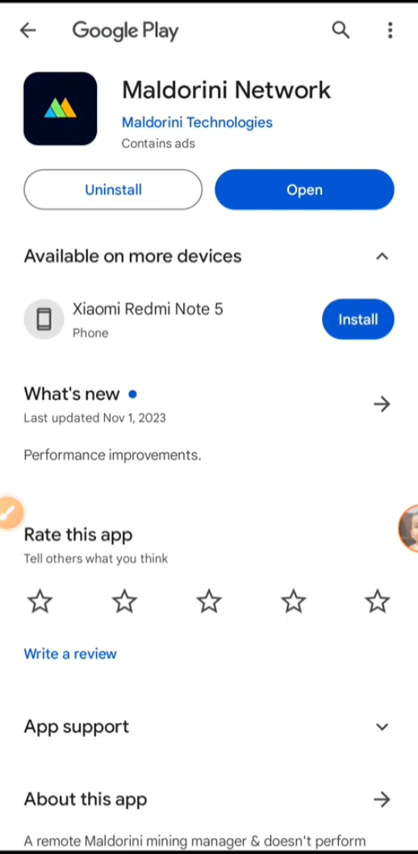 Google Play
Maldorini Network
Maldorini Technologies
Contains ads
Uninstall
Open
Available on more devices
Xiaomi Redmi Note 5
Phone
Install
What's new
Last updated Nov 1, 2023
Performance improvements.
Rate this app
Tell others what you think
Write a review
App support
About this app
A remote Maldorini mining manager & doesn't perform